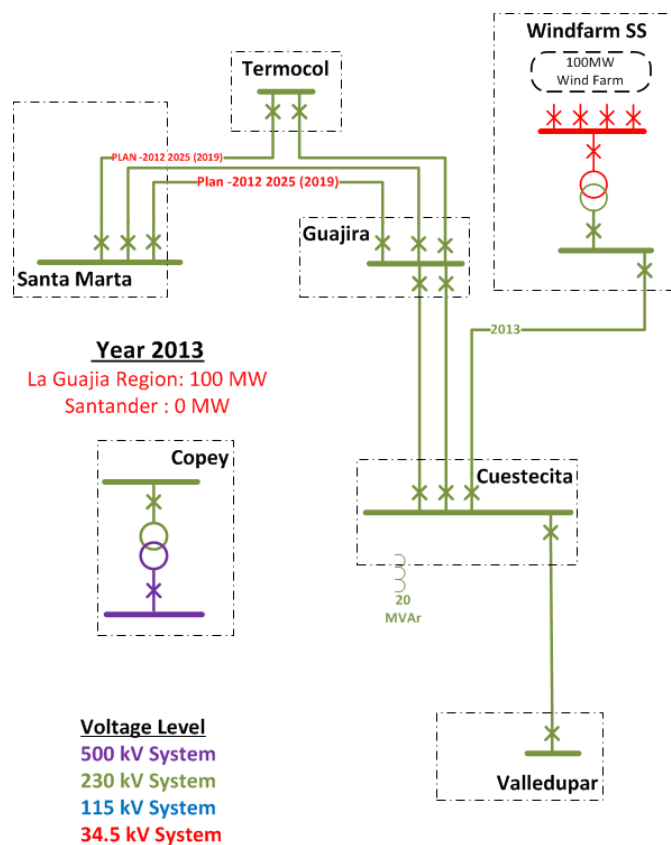 Windfarm SS
100MW
Wind Farm
Termocol
PLAN -2012 2025 (2019)
Plan -2012 2025 (2019)
Guajira
Santa Marta
2013
Year 2013
La Guajia Region: 100 MW
Santander : 0 MW
Copey
Cuestecita
20
MVAr
Voltage Level
500 kV System
230 kV System
115 kV System
34.5 kV System
Valledupar